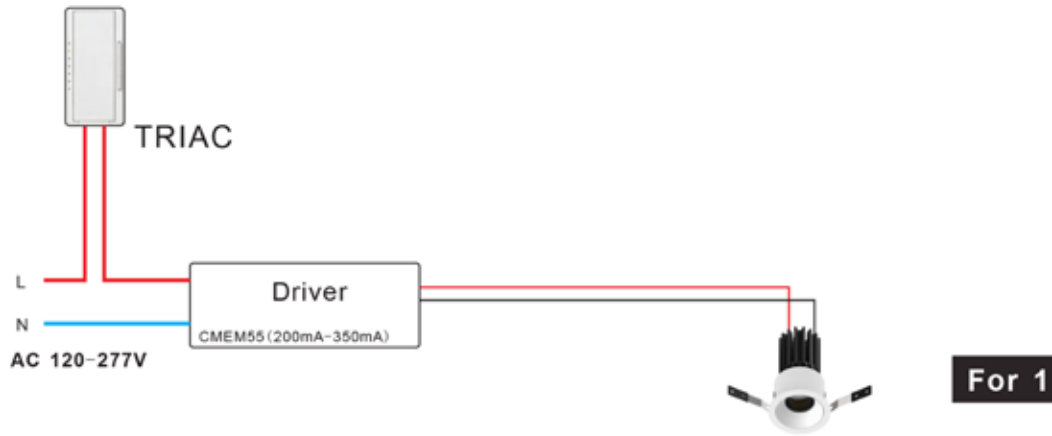 TRIAC
L
Driver
N
CMEM55(200mA-350mA)
AC 120-277V
For 1